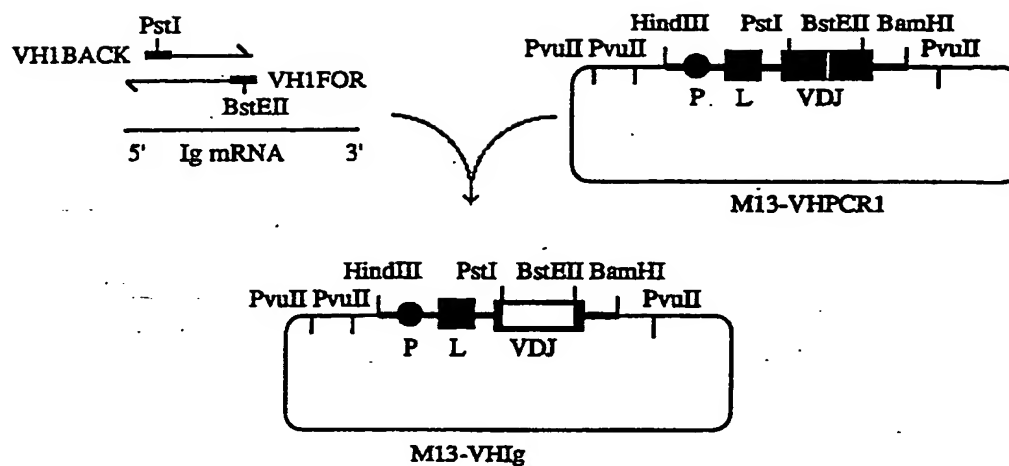 PstI
VH1BACK
VH1FOR
BstEII
5' Ig mRNA 3'
HindIII PstI BstEII BamHI
PvuII PvuII PvuII
P L VDJ
M13-VHPCR1
HindIII PstI BstEII BamHI
PvuII PvuII PvuII
P L VDJ
M13-VHIg